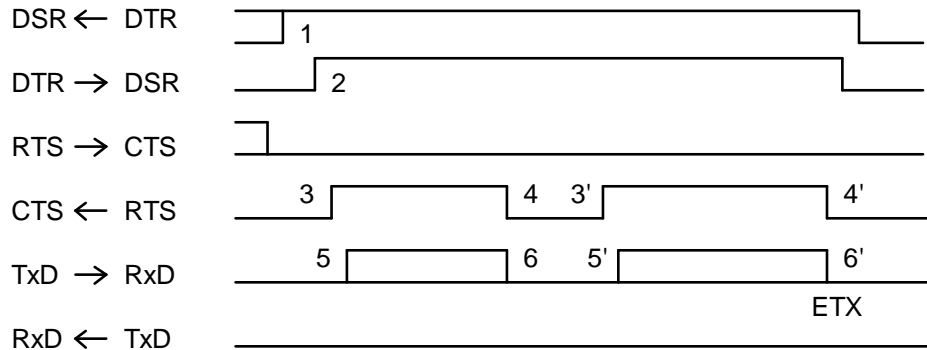 DSR ← DTR
1
DTR → DSR
2
RTS → CTS
CTS ← RTS
3 4 3' 4'
TxD → RxD
5 6 5' 6'
ETX
RxD ← TxD